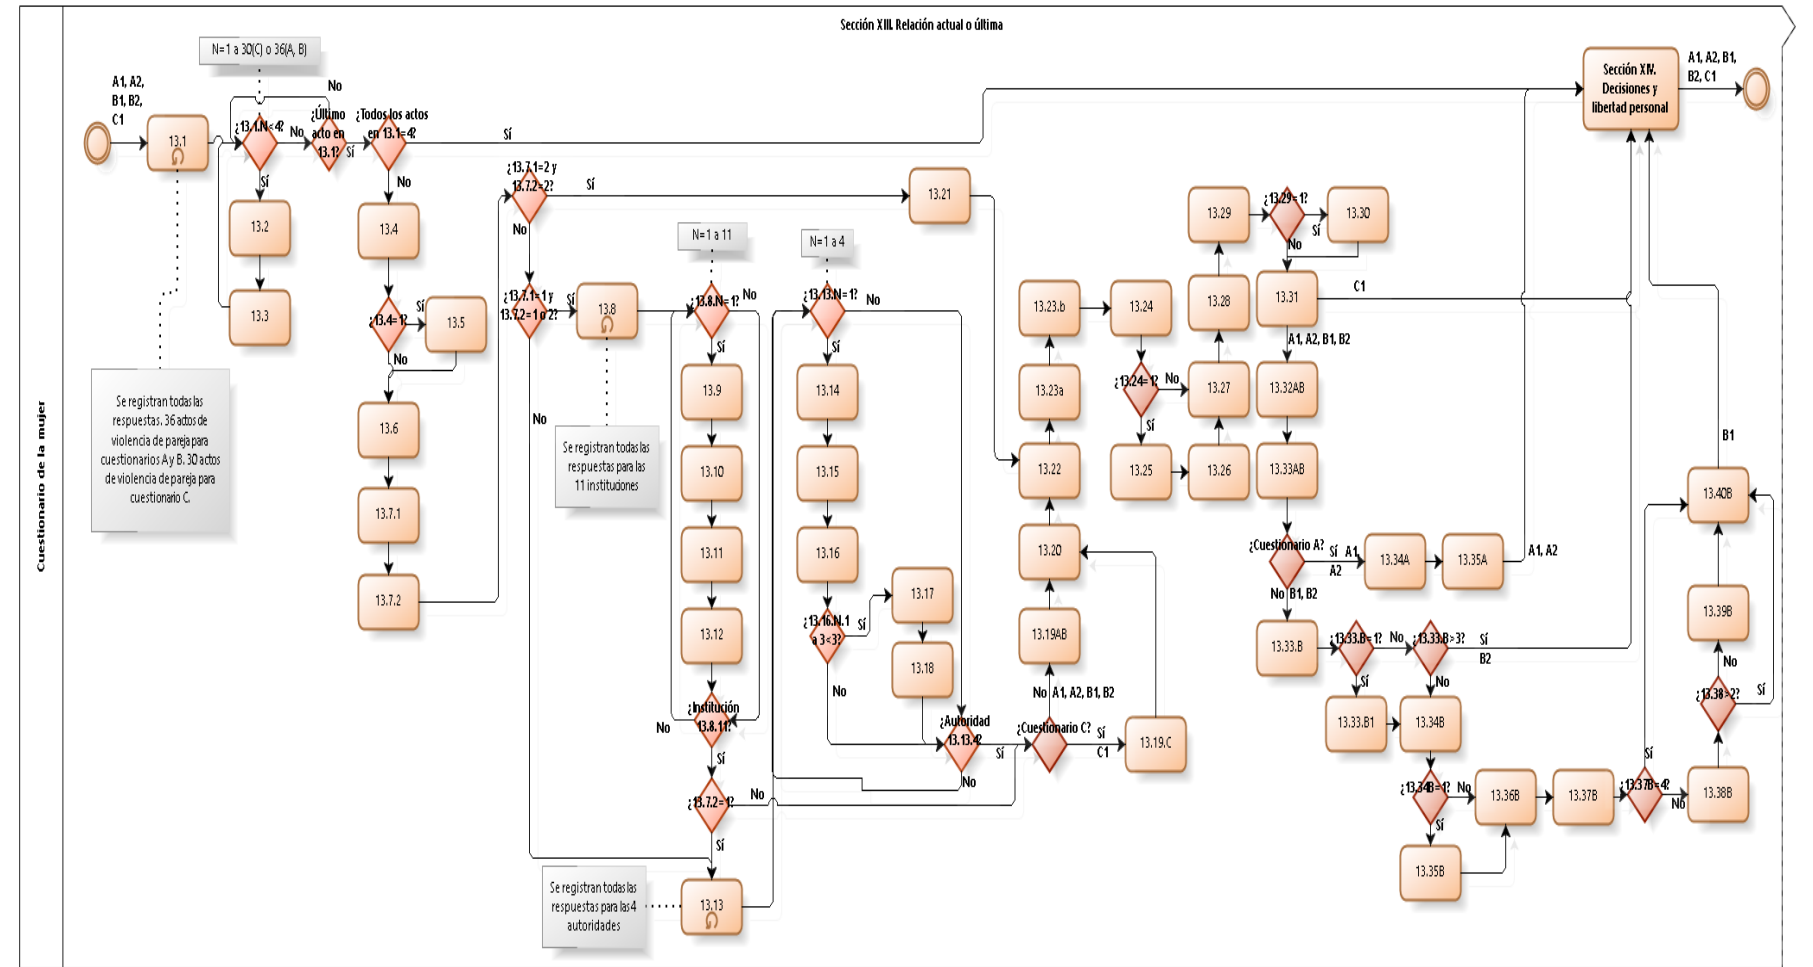 Sección XIII. Relación actual o última
Cuestionario de la mujer
N=1 a 30(C) o 36(A, B)
A1, A2,
B1, B2,
C1
13.1
¿13.1.N<4?
No
No
Sí
¿Último
acto en
13.1?
Sí
¿Todos los actos
en 13.1=4?
Sí
No
13.2
13.3
Se registran todas las
respuestas. 36 actos de
violencia de pareja para
cuestionarios A y B. 30 actos
de violencia de pareja para
cuestionario C.
13.4
¿13.4=1?
Sí
No
13.5
13.6
13.7.1
13.7.2
¿13.7.1=2 y
13.7.2=2?
Sí
No
¿13.7.1=1 y
13.7.2=1 o 2?
Sí
No
13.8
Se registran todas las
respuestas para las
11 instituciones
N=1 a 11
¿13.8.N=1?
No
Sí
13.9
13.10
13.11
13.12
¿Institución
13.8.11?
No
Sí
¿13.7.2=1?
No
Sí
13.13
Se registran todas las
respuestas para las 4
autoridades
N=1 a 4
¿13.13.N=1?
No
Sí
13.14
13.15
13.16
¿13.16.N.1
a 3<3?
Sí
No
13.17
13.18
¿Autoridad
13.13.4?
Sí
No
¿Cuestionario C?
No A1, A2, B1, B2
Sí
C1
13.19.C
13.19AB
13.20
13.21
13.22
13.23a
13.23.b
13.24
¿13.24=1?
No
Sí
13.25
13.26
13.27
13.28
13.29
¿13.29=1?
Sí
No
13.30
13.31
C1
A1, A2, B1, B2
13.32AB
13.33AB
¿Cuestionario A?
Sí A1,
A2
No B1, B2
13.34A
13.35A
A1, A2
13.33.B
¿13.33.B=1?
No
Sí
¿13.33.B>3?
Sí
B2
No
13.33.B1
13.34B
¿13.34B=1?
No
Sí
13.35B
13.36B
13.37B
¿13.37B=4?
Sí
No
13.38B
¿13.38>2?
Sí
No
13.39B
13.40B
B1
Sección XIV.
Decisiones y
libertad personal
A1, A2, B1,
B2, C1